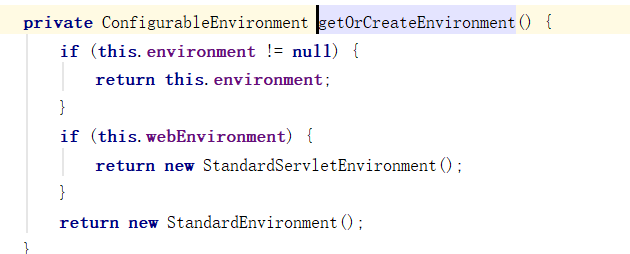 private ConfigurableEnvironment getOrCreateEnvironment() {
if (this.environment != null) {
return this.environment;
}
if (this.webEnvironment) {
return new StandardServletEnvironment();
}
return new StandardEnvironment();
}